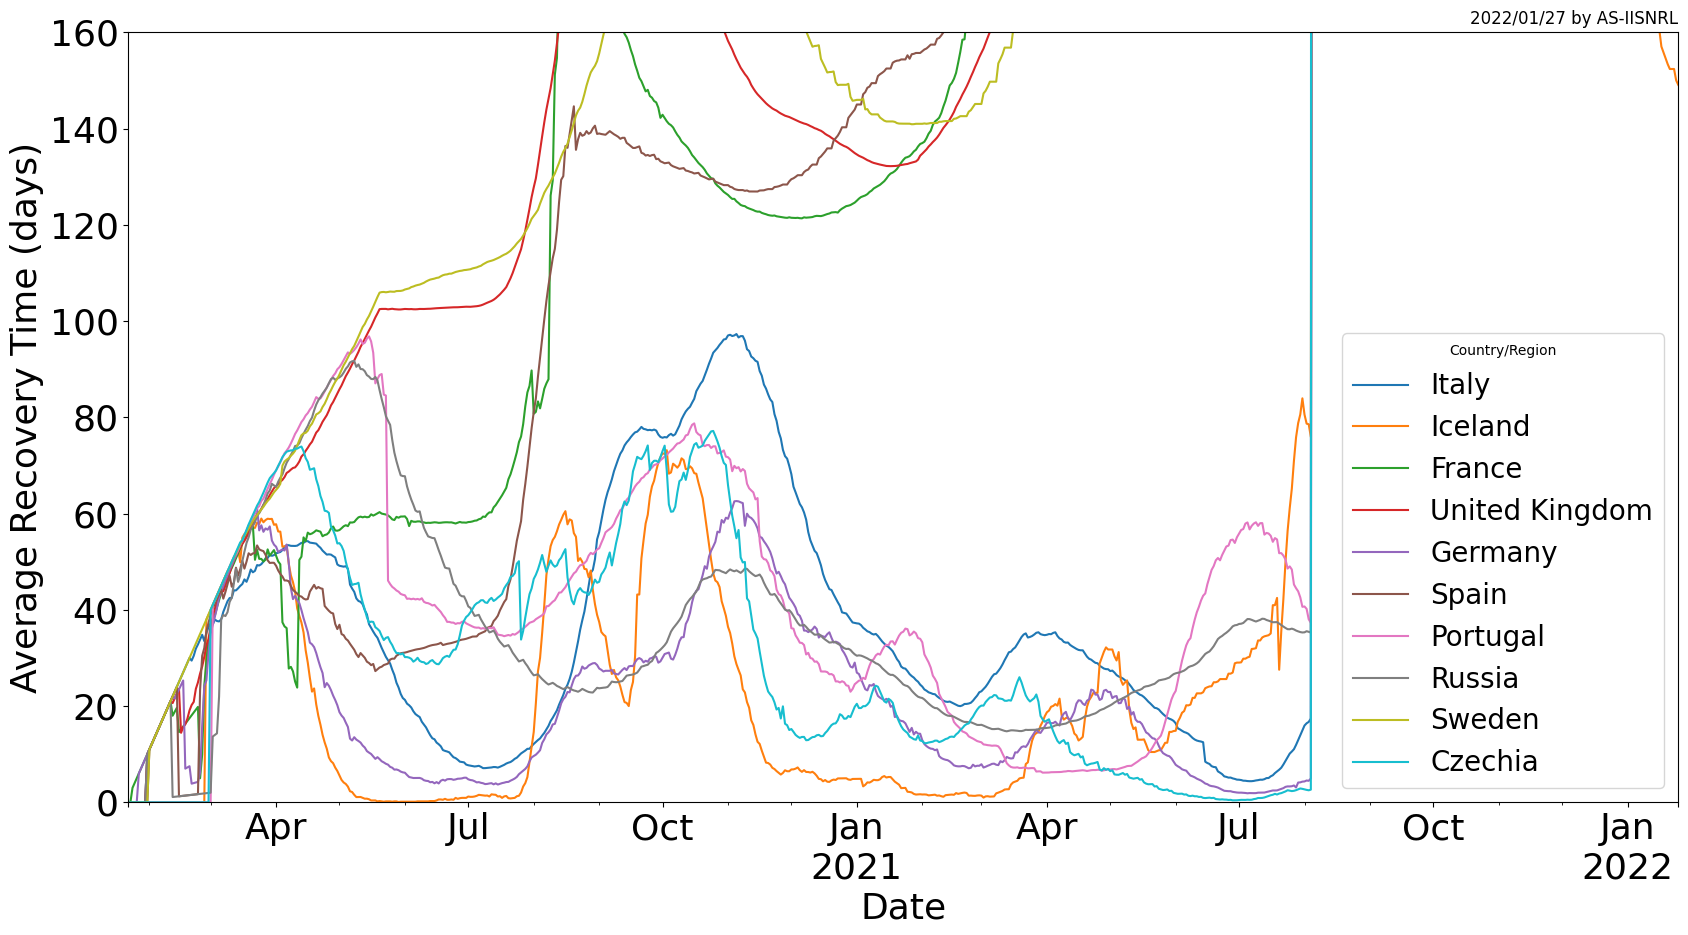 2022/01/27 by AS-IISNRL
160
140
120
100
80
60
40
20
0
Average Recovery Time (days)
Country/Region
Italy
Iceland
France
United Kingdom
Germany
Spain
Portugal
Russia
Sweden
Czechia
Apr Jul Oct Jan Apr Jul Oct Jan
2021 2022
Date